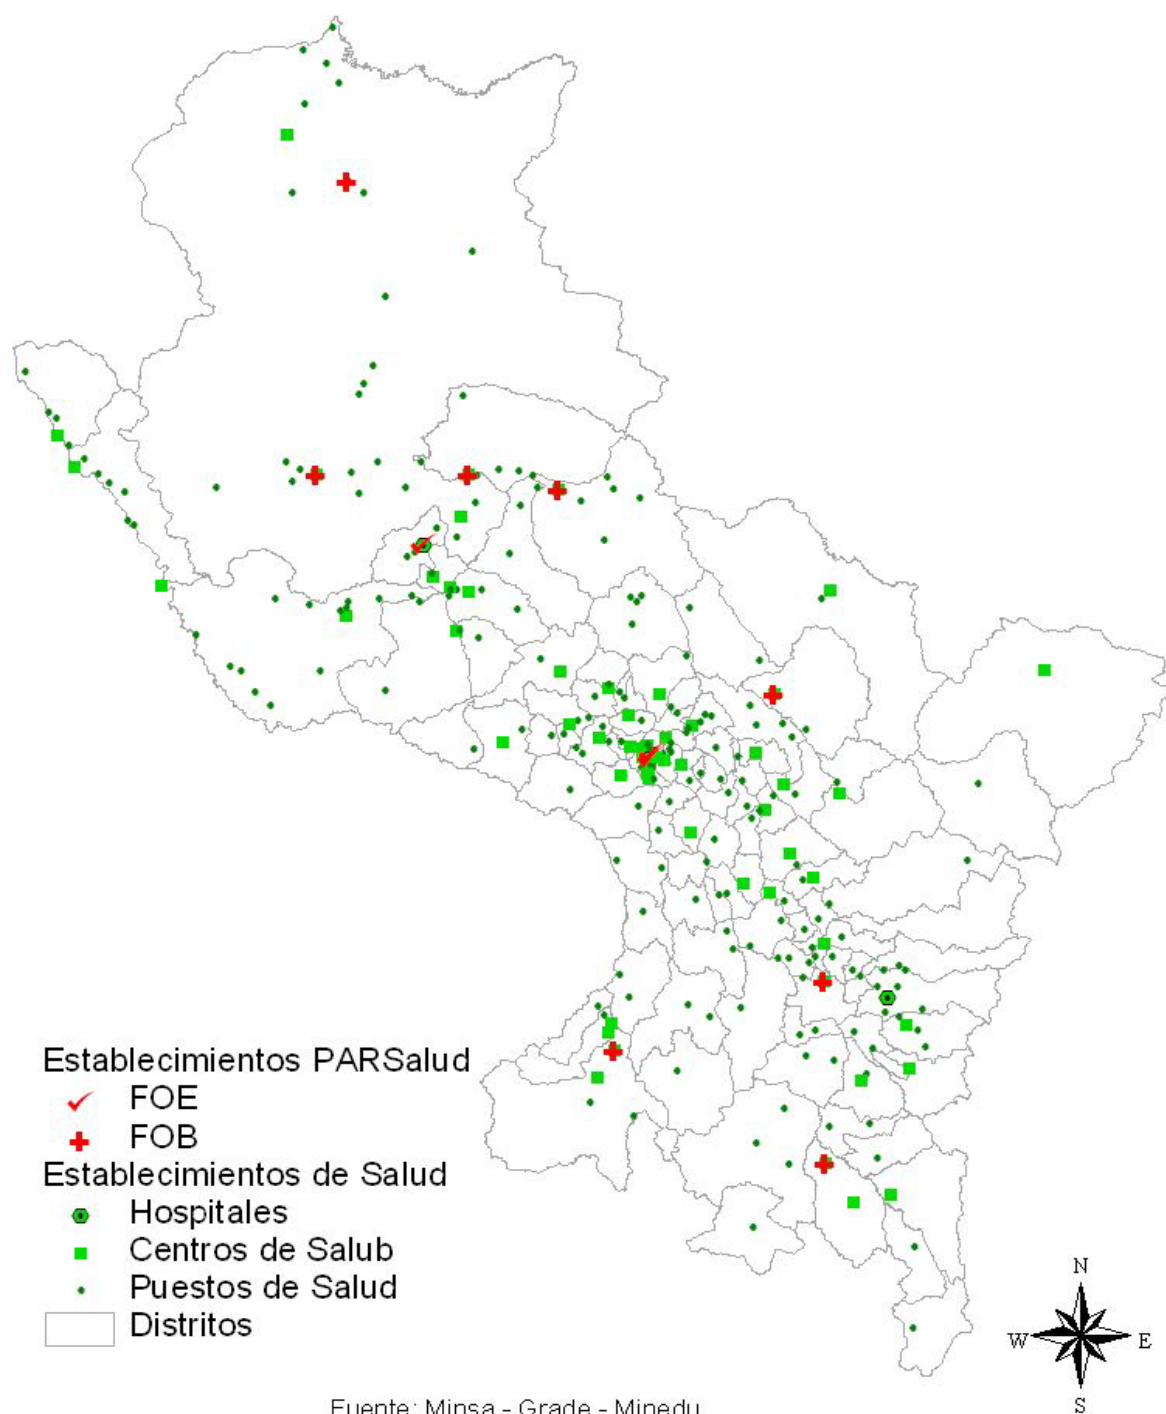 Establecimientos PARSalud
FOE
FOB
Establecimientos de Salud
Hospitales
Centros de Salub
Puestos de Salud
Distritos
N
W E
S
Fuente: Minsa - Grade - Minedu